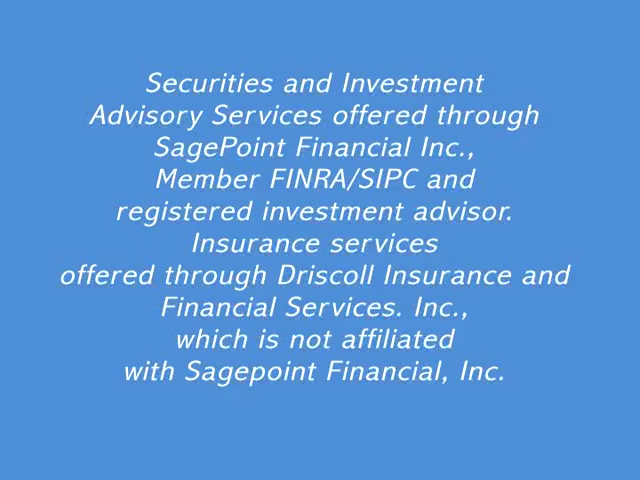 Securities and Investment
Advisory Services offered through
SagePoint Financial Inc.,
Member FINRA/SIPC and
registered investment advisor.
Insurance services
offered through Driscoll Insurance and
Financial Services. Inc.,
which is not affiliated
with Sagepoint Financial, Inc.